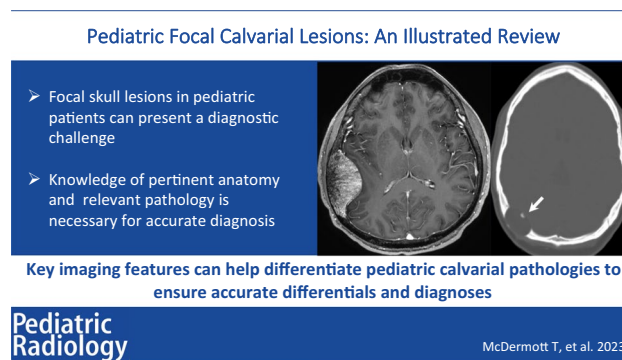 Pediatric Focal Calvarial Lesions: An Illustrated Review
➤ Focal skull lesions in pediatric
patients can present a diagnostic
challenge
➤ Knowledge of pertinent anatomy
and relevant pathology is
necessary for accurate diagnosis
Key imaging features can help differentiate pediatric calvarial pathologies to
ensure accurate differentials and diagnoses
Pediatric
Radiology
McDermott T, et al. 2023